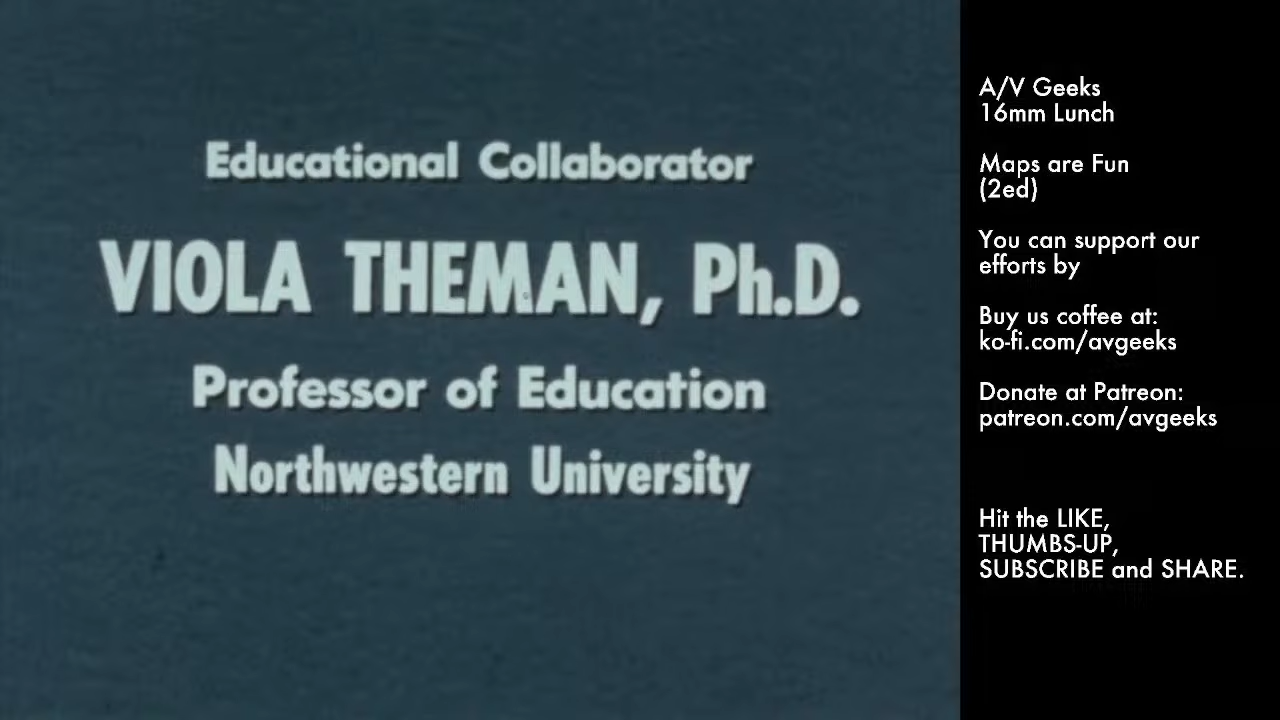 Educational Collaborator
VIOLA THEMAN, Ph.D.
Professor of Education
Northwestern University
A/V Geeks
16mm Lunch
Maps are Fun
(2ed)
You can support our
efforts by
Buy us coffee at:
ko-fi.com/avgeeks
Donate at Patreon:
patreon.com/avgeeks
Hit the LIKE,
THUMBS-UP,
SUBSCRIBE and SHARE.